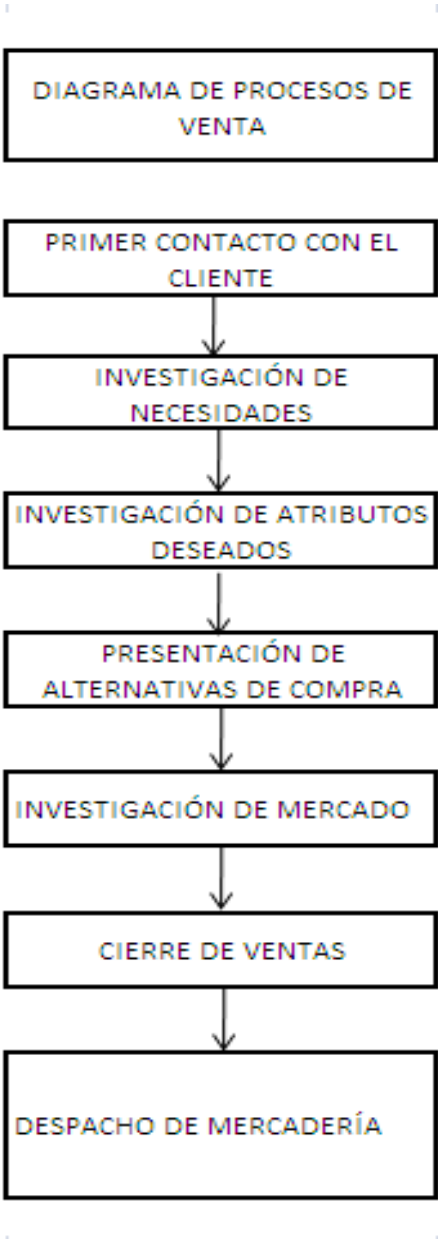 DIAGRAMA DE PROCESOS DE
VENTA
PRIMER CONTACTO CON EL
CLIENTE
INVESTIGACIÓN DE
NECESIDADES
INVESTIGACIÓN DE ATRIBUTOS
DESEADOS
PRESENTACIÓN DE
ALTERNATIVAS DE COMPRA
INVESTIGACIÓN DE MERCADO
CIERRE DE VENTAS
DESPACHO DE MERCADERÍA